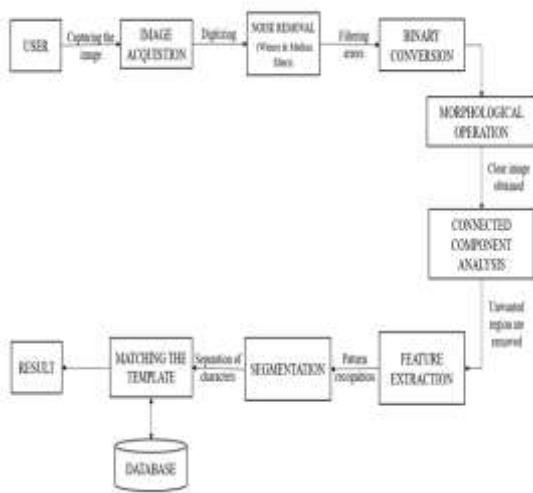 USER
Capturing the
image
IMAGE
ACQUISTION
Digitizing
NOISE REMOVAL
(Wiener & Median
filter)
Filtering
errors
BINARY
CONVERSION
MORPHOLOGICAL
OPERATION
Clear image
obtained
CONNECTED
COMPONENT
ANALYSIS
Unwanted
region are
removed
FEATURE
EXTRACTION
Pattern
recognition
SEGMENTATION
Separation of
characters
MATCHING THE
TEMPLATE
RESULT
DATABASE